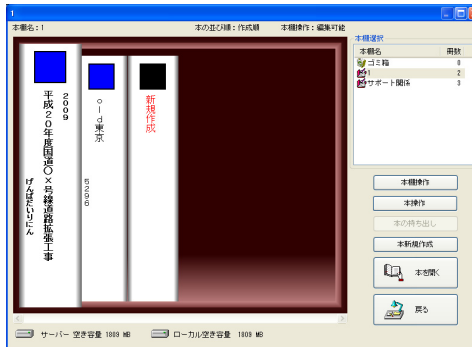 1
本棚名：1
本の並び順：作成順
本棚操作：編集可能
2009
平成２０年度国道○×号線道路拡張工事
げんばだいりにん
ｏｌｄ東京
5296
新規作成
本棚選択
本棚名 冊数
ゴミ箱 0
1 2
サポート関係 3
本棚操作
本操作
本の持ち出し
本新規作成
本を開く
戻る
サーバー 空き容量 1809 MB
ローカル空き容量 1809 MB